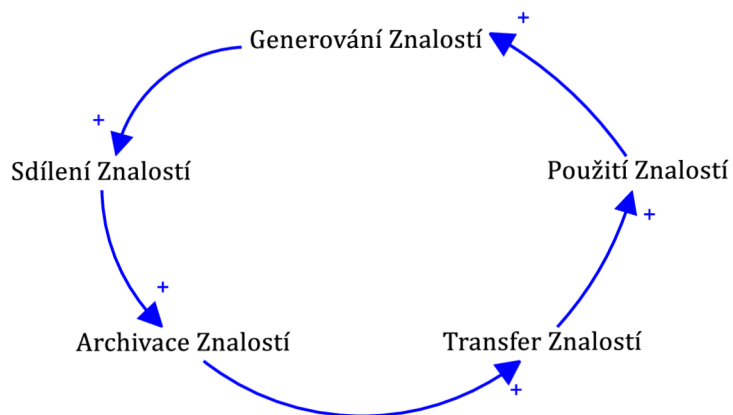 +
Generování Znalostí
+
Sdílení Znalostí
Použití Znalostí
+
+
Archivace Znalostí
Transfer Znalostí
+